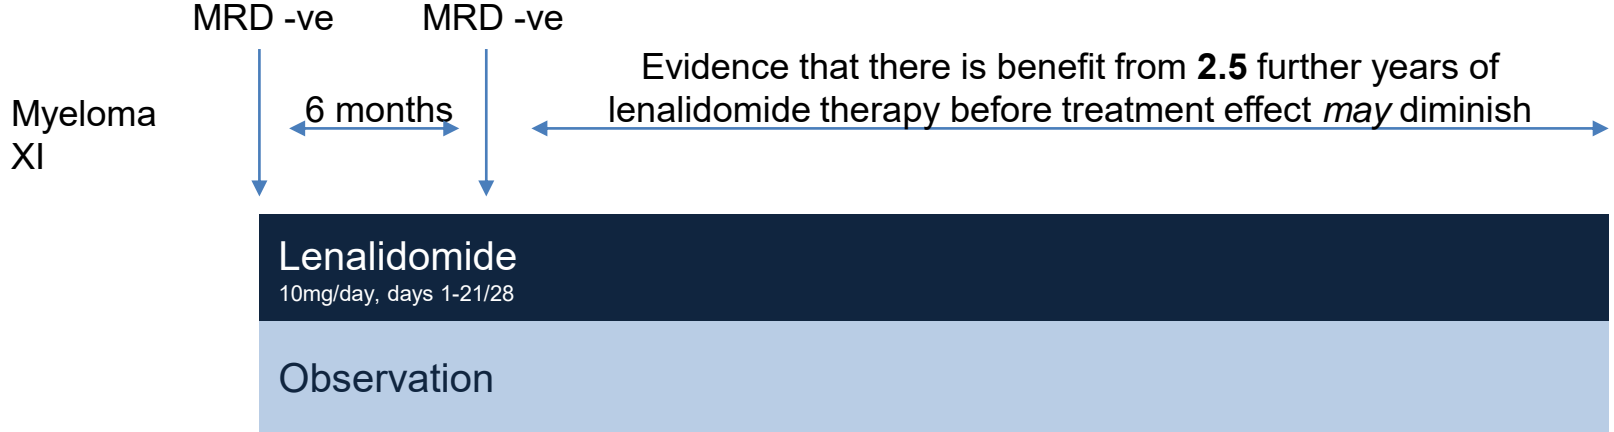 MRD -ve
MRD -ve
Evidence that there is benefit from 2.5 further years of
lenalidomide therapy before treatment effect may diminish
6 months
Myeloma
XI
Lenalidomide
10mg/day, days 1-21/28
Observation